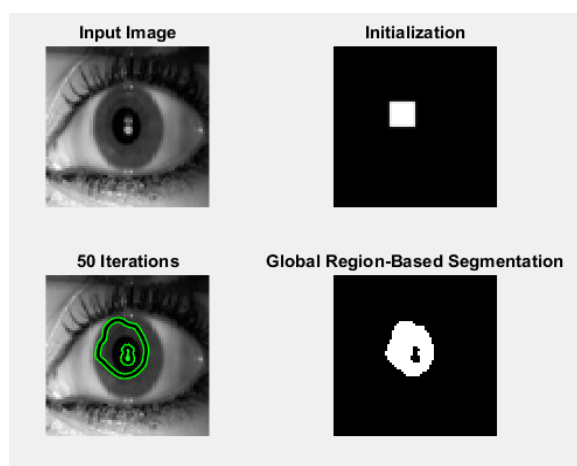 Input Image
Initialization
50 Iterations
Global Region-Based Segmentation